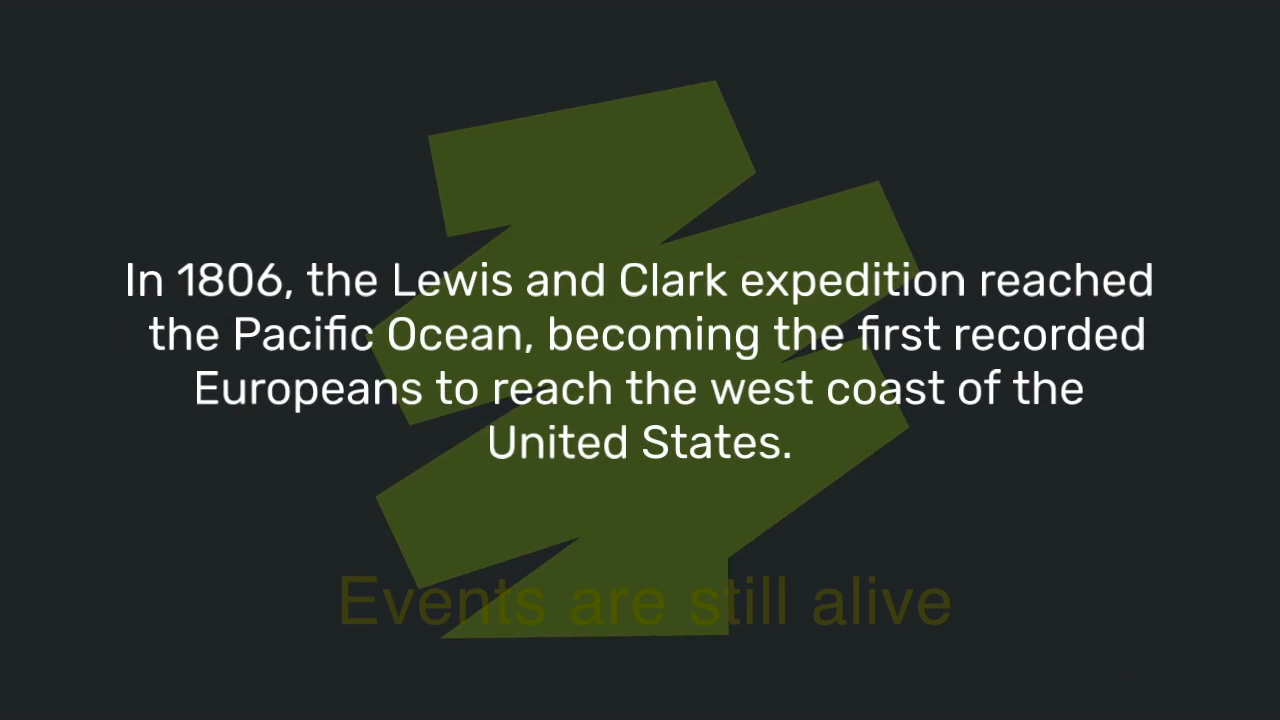 In 1806, the Lewis and Clark expedition reached
the Pacific Ocean, becoming the first recorded
Europeans to reach the west coast of the
United States.
Events are still alive